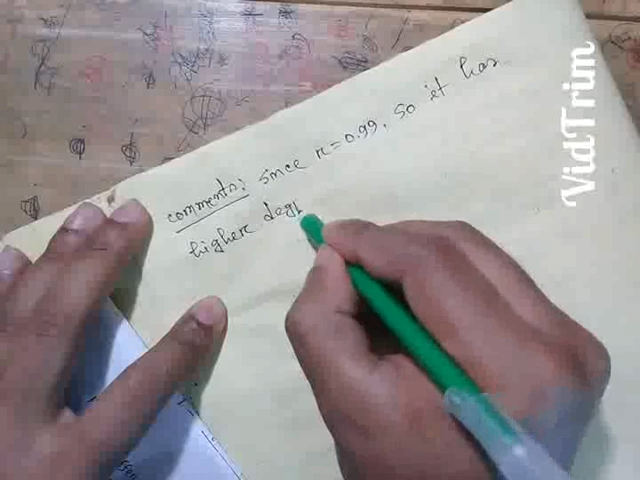 comments: since r=0.99, so it has
higher deg
VidTrim